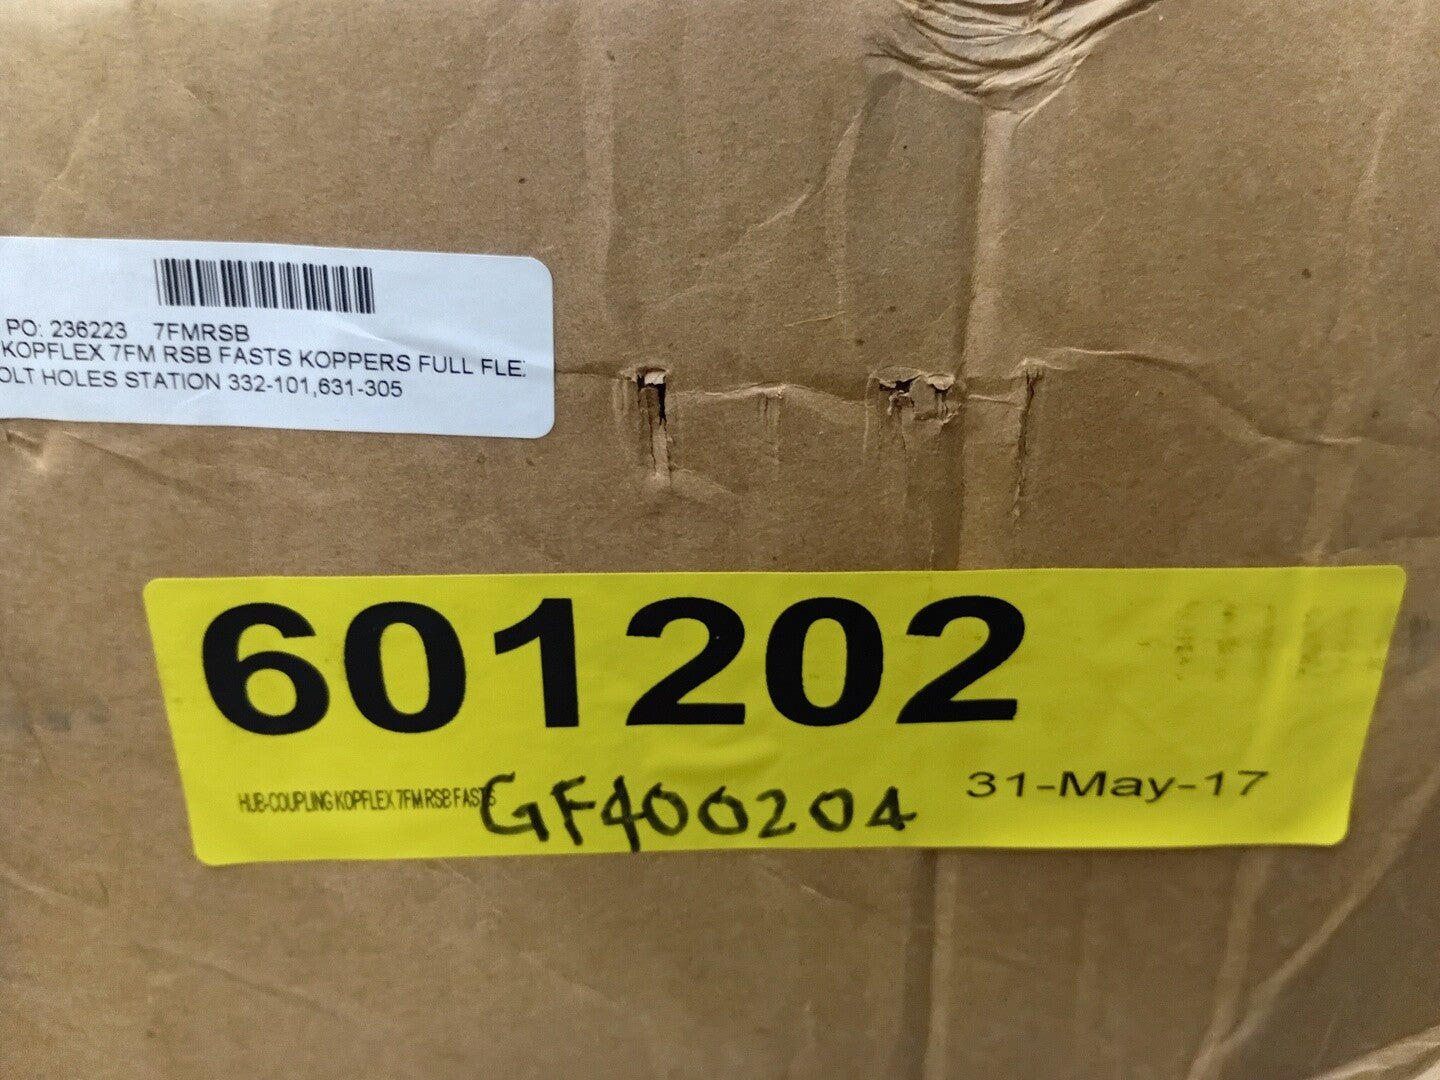 PO: 236223 7FMRSB
KOPFLEX 7FM RSB FASTS KOPPERS FULL FLE
OLT HOLES STATION 332-101,631-305
601202
HUB-COUPLING KOPFLEX 7FM RSB FASTS
GF400204
31-May-17